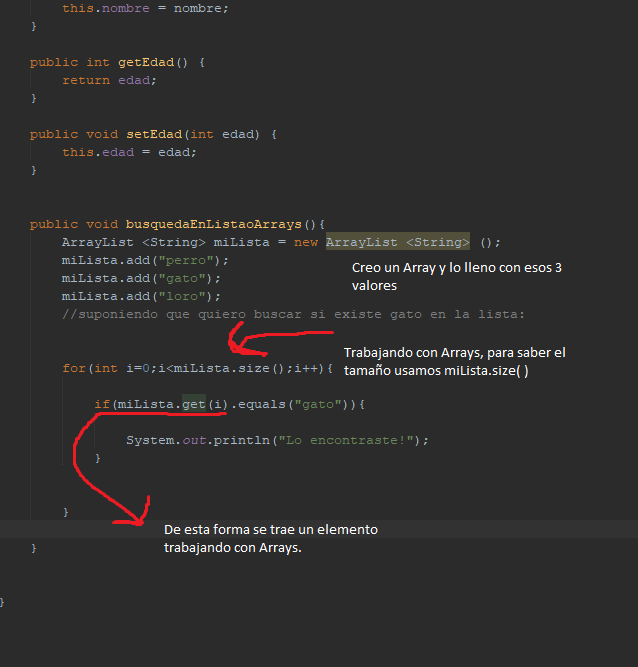 this.nombre = nombre;
}
public int getEdad() {
return edad;
}
public void setEdad(int edad) {
this.edad = edad;
}
public void busquedaEnListaoArrays(){
ArrayList <String> miLista = new ArrayList <String> ();
miLista.add("perro");
Creo un Array y lo lleno con esos 3
miLista.add("gato");
valores
miLista.add("loro");
//suponiendo que quiero buscar si existe gato en la lista:
Trabajando con Arrays, para saber el
tamaño usamos miLista.size( )
for(int i=0;i<miLista.size();i++){
if(miLista.get(i).equals("gato")){
System.out.println("Lo encontraste!");
}
}
De esta forma se trae un elemento
trabajando con Arrays.
}
}